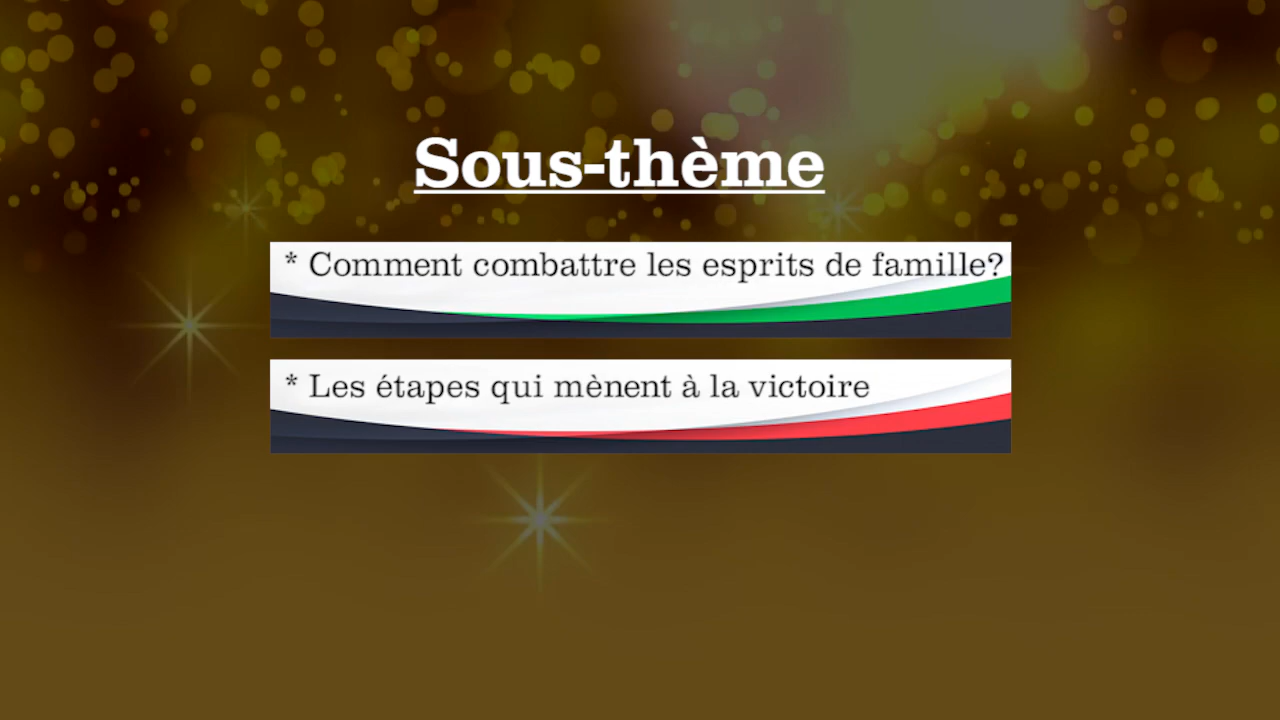 Sous-thème
* Comment combattre les esprits de famille?
* Les étapes qui mènent à la victoire